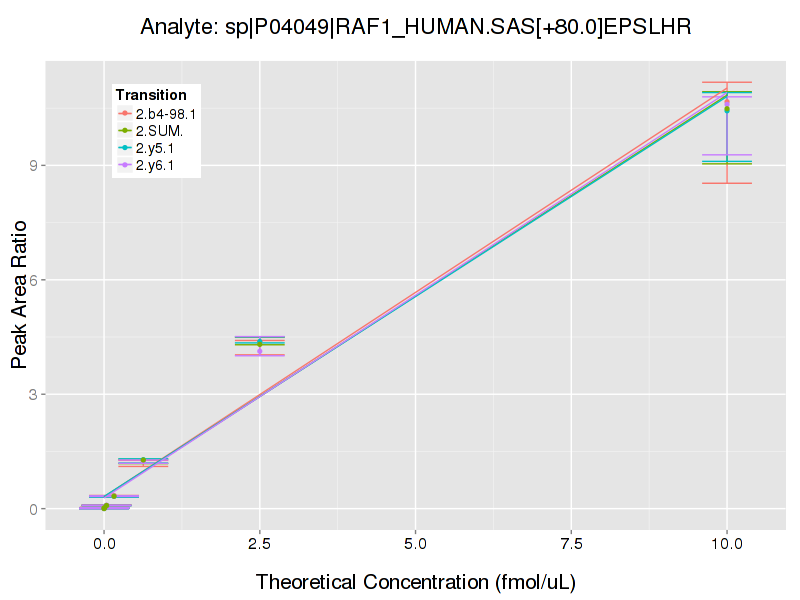 Analyte: sp|P04049|RAF1_HUMAN.SAS[+80.0]EPSLHR
Transition
2.b4-98.1
2.SUM.
2.y5.1
2.y6.1
Peak Area Ratio
9
6
3
0
0.0 2.5 5.0 7.5 10.0
Theoretical Concentration (fmol/uL)